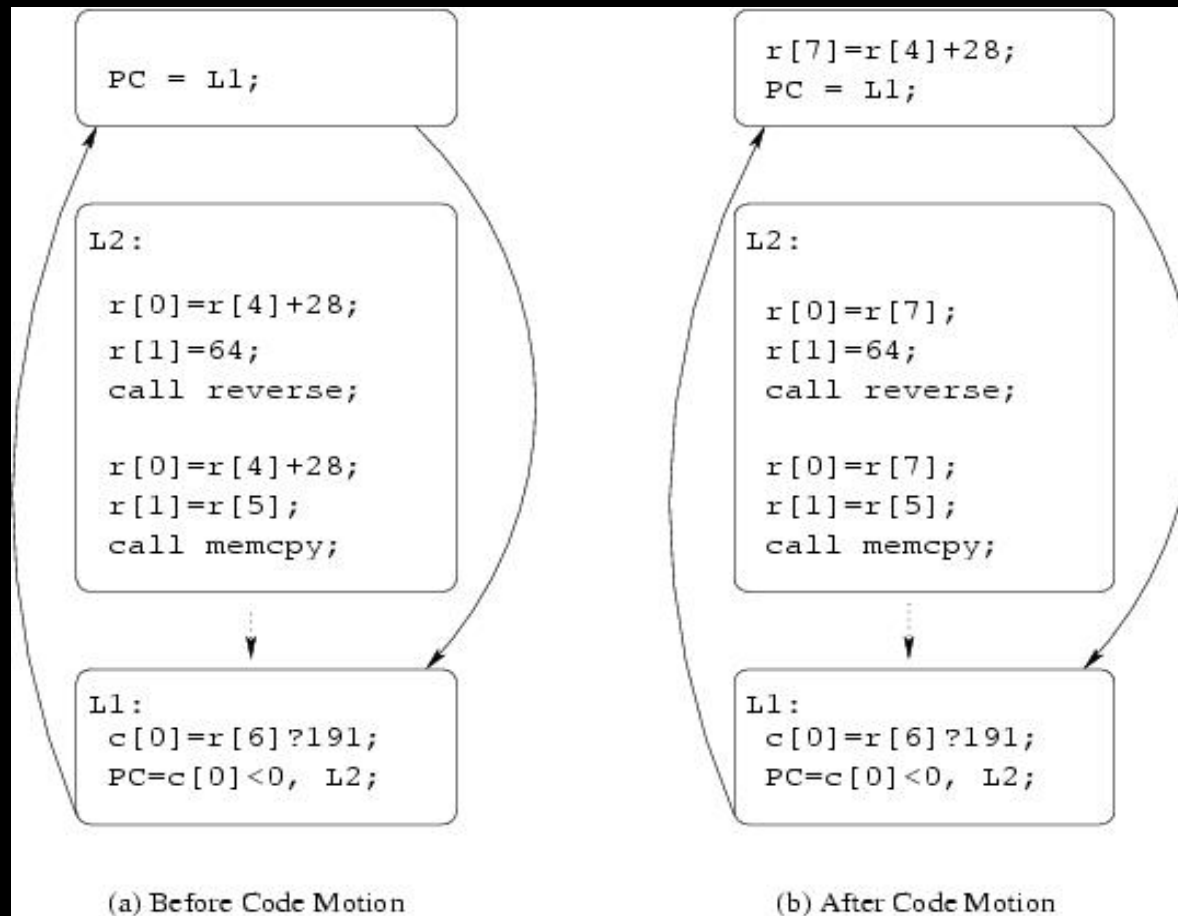 PC = L1;
L2:
r[0]=r[4]+28;
r[1]=64;
call reverse;
r[0]=r[4]+28;
r[1]=r[5];
call memcpy;
L1:
c[0]=r[6]?191;
PC=c[0]<0, L2;
(a) Before Code Motion
r[7]=r[4]+28;
PC = L1;
L2:
r[0]=r[7];
r[1]=64;
call reverse;
r[0]=r[7];
r[1]=r[5];
call memcpy;
L1:
c[0]=r[6]?191;
PC=c[0]<0, L2;
(b) After Code Motion